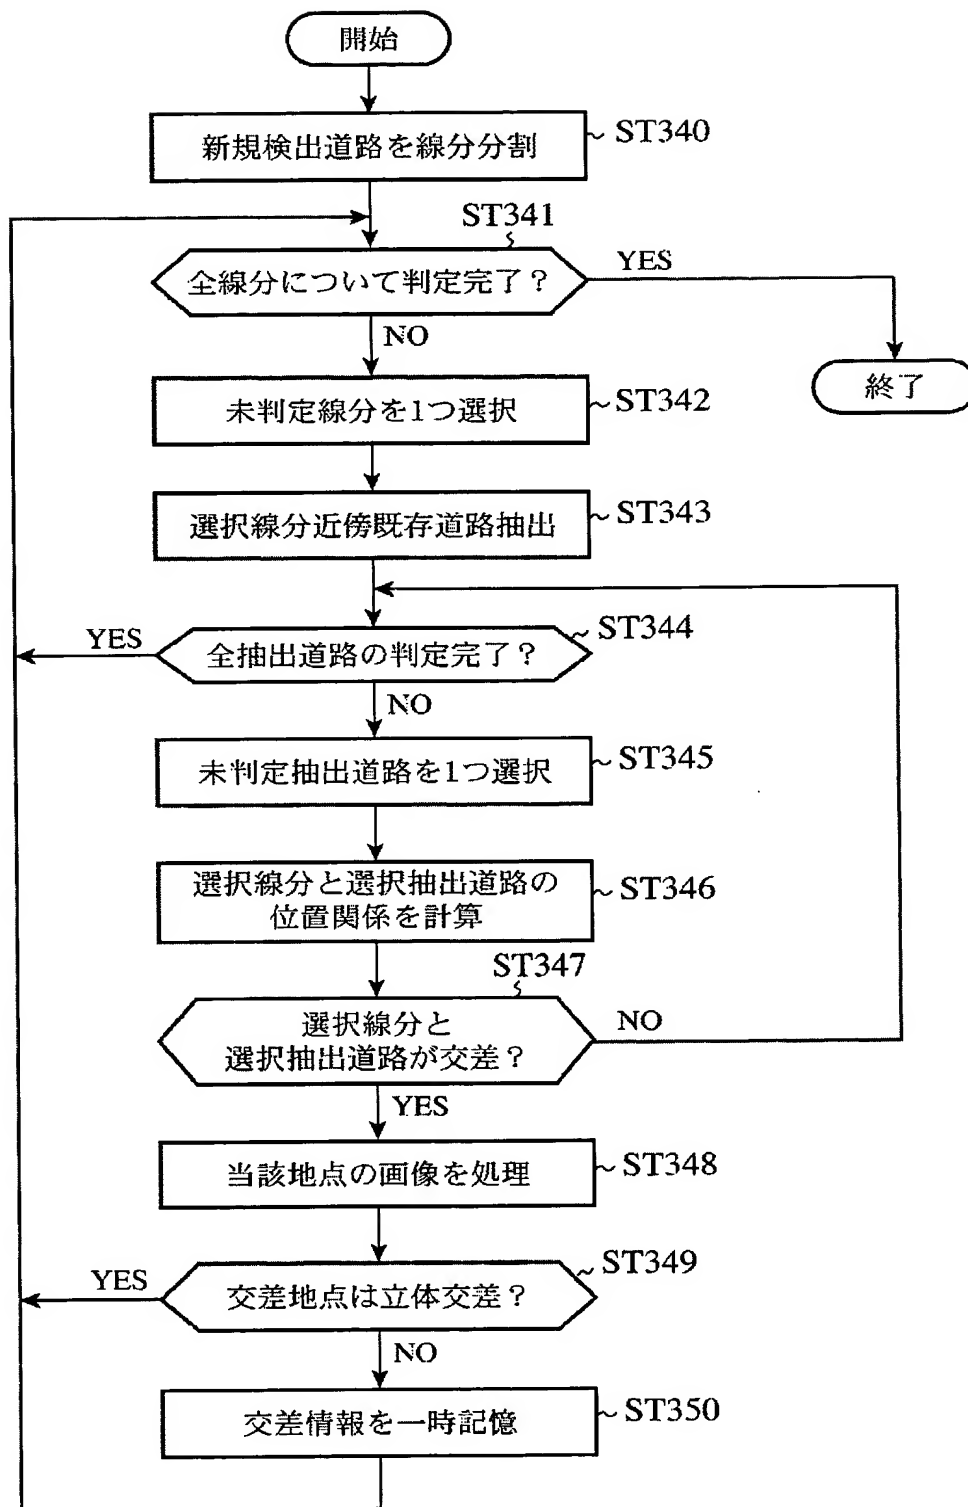 開始
新規検出道路を線分分割
ST340
ST341
全線分について判定完了？
YES
NO
終了
未判定線分を1つ選択
ST342
選択線分近傍既存道路抽出
ST343
YES
全抽出道路の判定完了？
ST344
NO
未判定抽出道路を1つ選択
ST345
選択線分と選択抽出道路の
位置関係を計算
ST346
ST347
選択線分と
選択抽出道路が交差？
NO
YES
当該地点の画像を処理
ST348
YES
交差地点は立体交差？
ST349
NO
交差情報を一時記憶
ST350